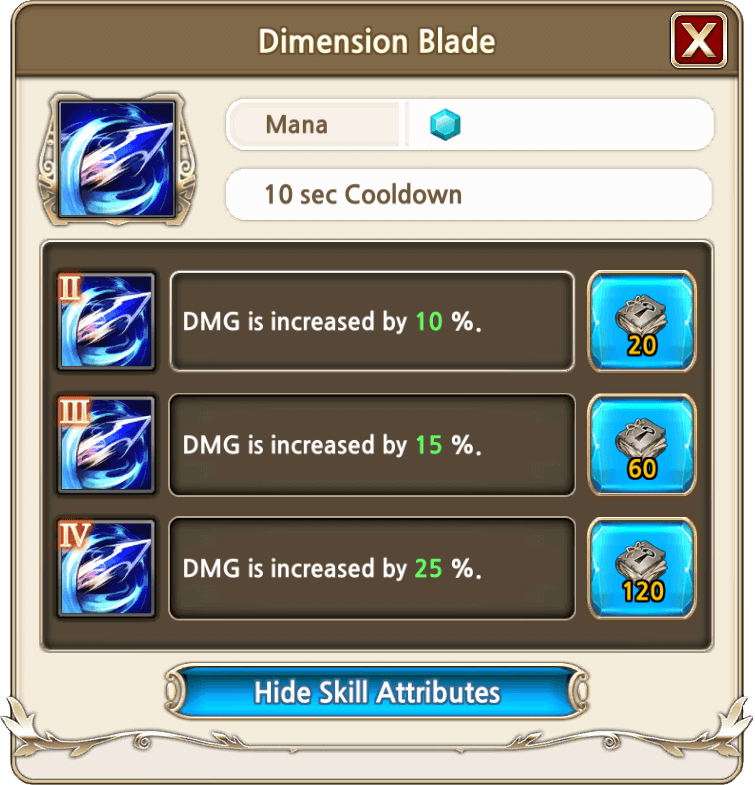 Dimension Blade
X
Mana
10 sec Cooldown
II
DMG is increased by 10 %.
20
III
DMG is increased by 15 %.
60
IV
DMG is increased by 25 %.
120
Hide Skill Attributes